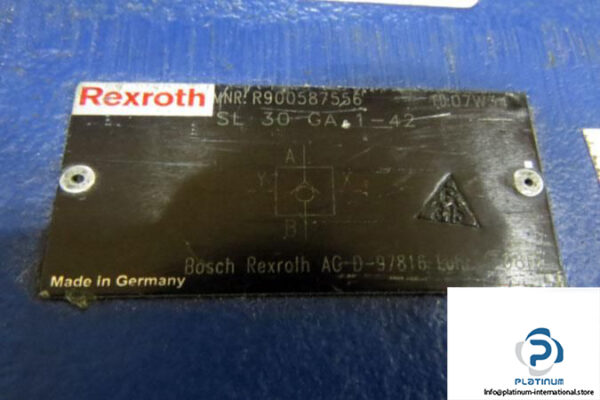 Rexroth MNR: R900587556
SL 30 GA 1-42
A
Y X
B
Bosch Rexroth AG D-97816
Made in Germany
PLATINUM
Info@platinum-international.store